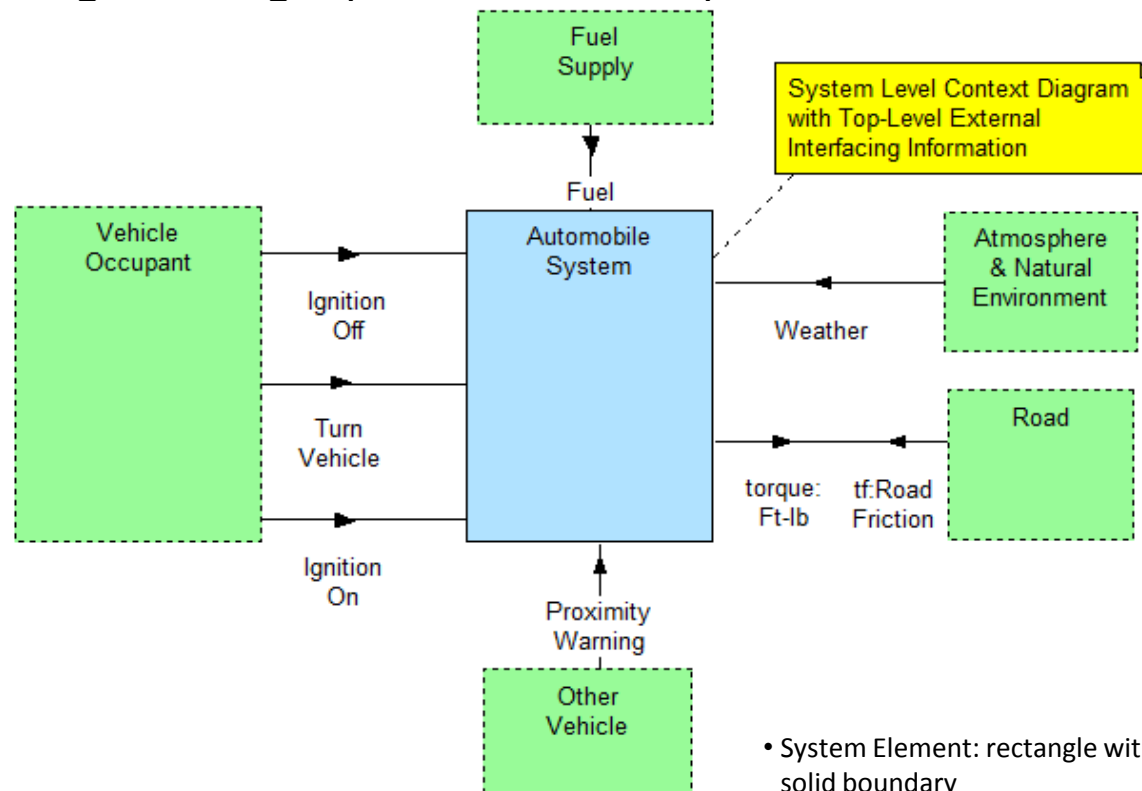 Fuel
Supply
System Level Context Diagram
with Top-Level External
Interfacing Information
Fuel
Vehicle
Occupant
Automobile
System
Atmosphere
& Natural
Environment
Ignition
Off
Weather
Turn
Vehicle
Road
torque:
Ft-lb
tf:Road
Friction
Ignition
On
Proximity
Warning
Other
Vehicle
• System Element: rectangle wit
solid boundary